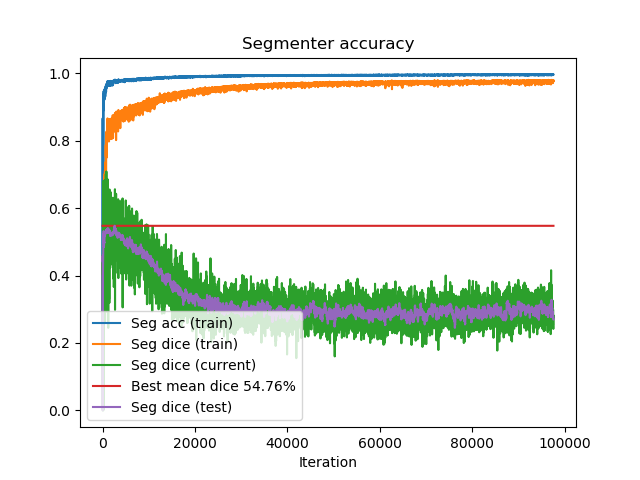 Segmenter accuracy
1.0
0.8
0.6
0.4
0.2
0.0
Seg acc (train)
Seg dice (train)
Seg dice (current)
Best mean dice 54.76%
Seg dice (test)
0 20000 40000 60000 80000 100000
Iteration